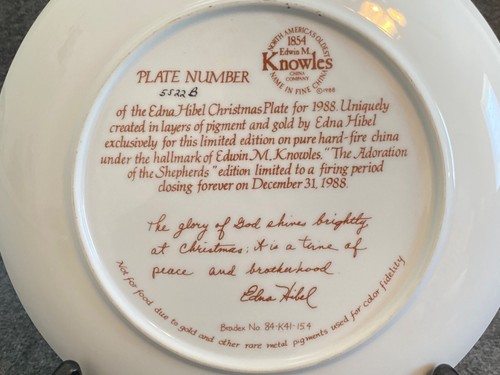 NORTH AMERICA'S OLDEST
1854
Edwin M.
Knowles
CHINA
COMPANY
NAME IN FINE CHINA
©1988
PLATE NUMBER
5522 B
of the Edna Hibel Christmas Plate for 1988. Uniquely
created in layers of pigment and gold by Edna Hibel
exclusively for this limited edition on pure hard-fire china
under the hallmark of Edwin M. Knowles. "The Adoration
of the Shepherds" edition limited to a firing period
closing forever on December 31, 1988.
The glory of God shines brightly
at Christmas; it is a time of
peace and brotherhood.
Edna Hibel
Bradex No. 84-K41-15.4
Not for food due to gold and other rare metal pigments used for color fidelity